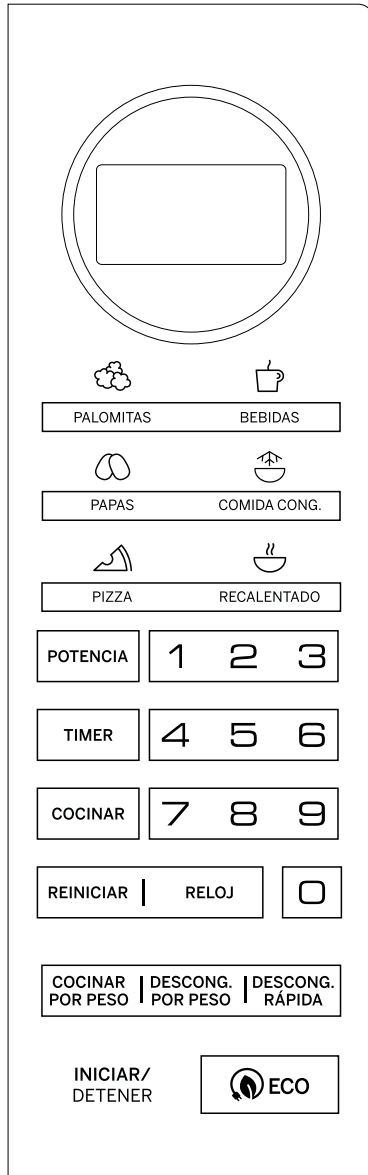 PALOMITAS BEBIDAS
PAPAS COMIDA CONG.
PIZZA RECALENTADO
POTENCIA 1 2 3
TIMER 4 5 6
COCINAR 7 8 9
REINICIAR RELOJ 0
COCINAR DESCONG. DESCONG.
POR PESO POR PESO RÁPIDA
INICIAR/
DETENER
ECO